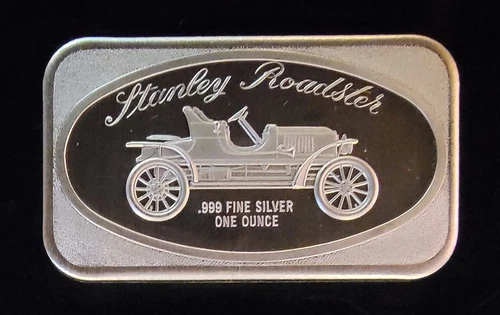 Stanley Roadster
.999 FINE SILVER
ONE OUNCE